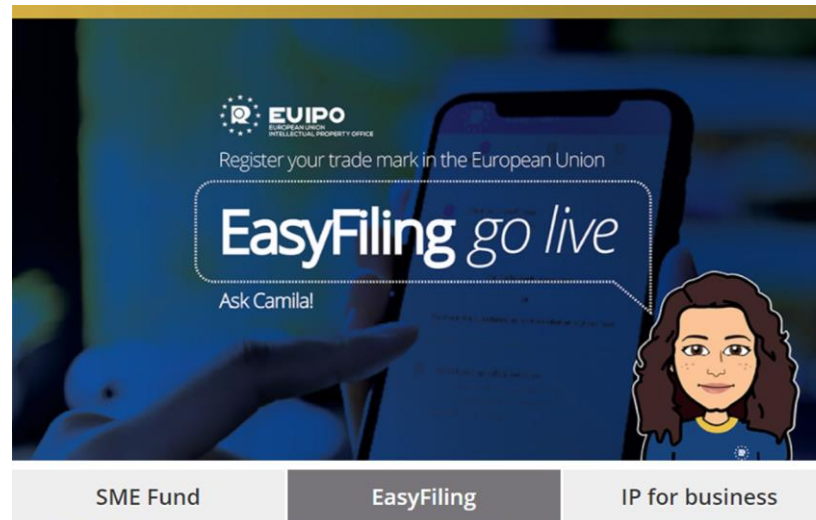 EUIPO
EUROPEAN UNION
INTELLECTUAL PROPERTY OFFICE
Register your trade mark in the European Union
EasyFiling go live
Ask Camila!
SME Fund
EasyFiling
IP for business